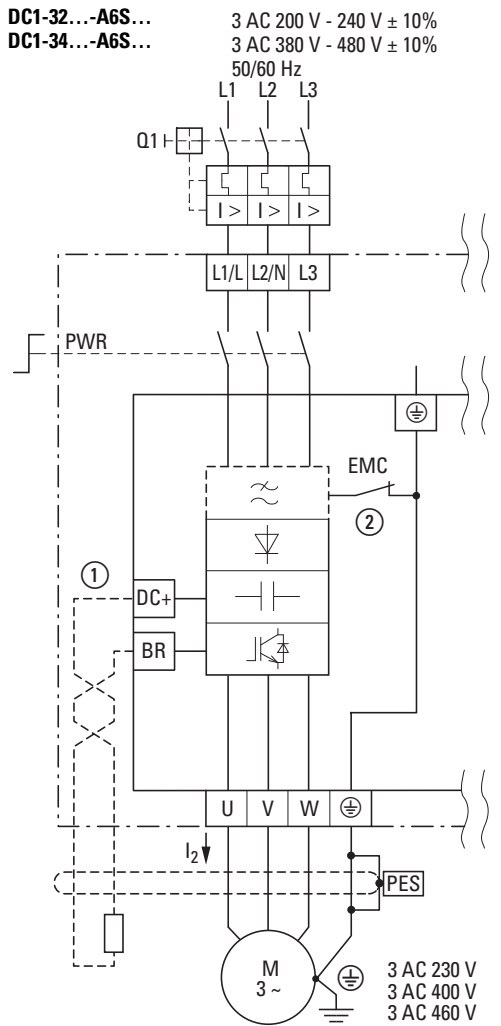 DC1-32...-A6S... 3 AC 200 V - 240 V ± 10%
DC1-34...-A6S... 3 AC 380 V - 480 V ± 10%
50/60 Hz
L1 L2 L3
Q1
I > I > I >
L1/L L2/N L3
PWR
EMC
2
1
DC+
BR
U V W
I2
PES
M
3 ~
3 AC 230 V
3 AC 400 V
3 AC 460 V